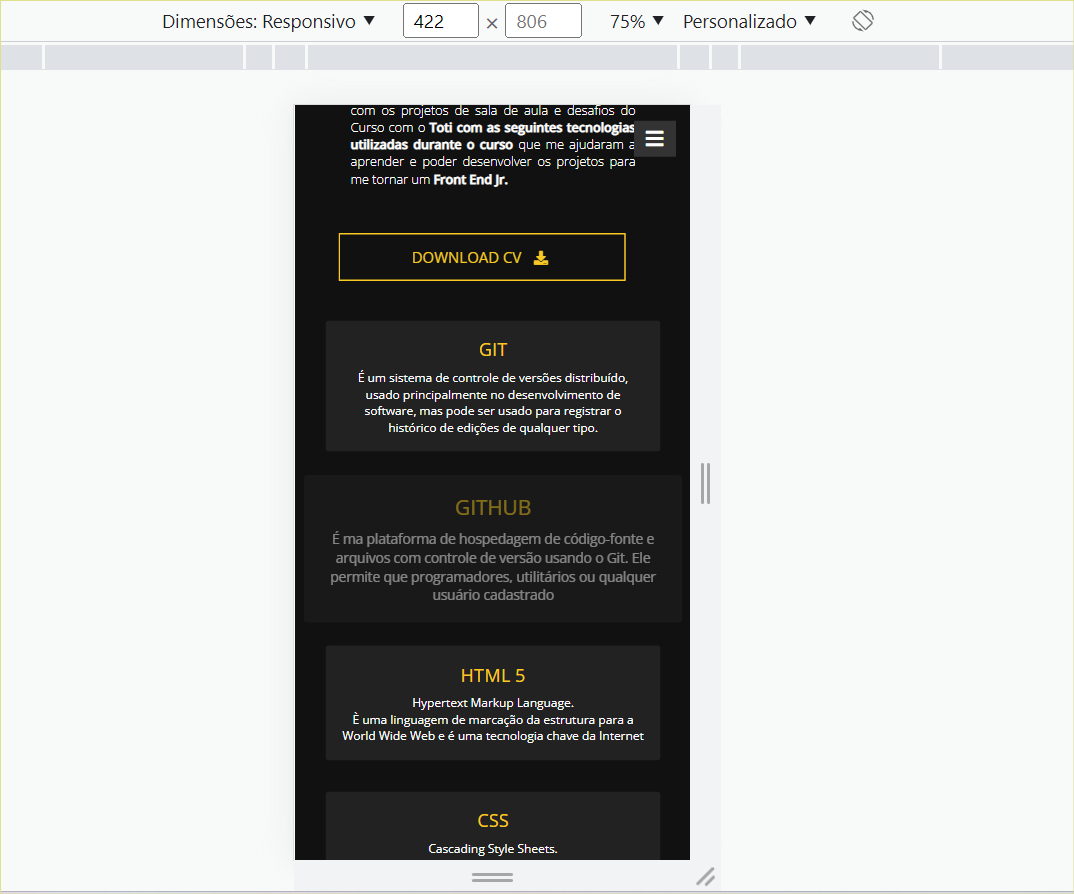 Dimensões: Responsivo 422 × 806 75% Personalizado
com os projetos de sala de aula e desafios do
Curso com o Toti com as seguintes tecnologias
utilizadas durante o curso que me ajudaram a
aprender e poder desenvolver os projetos para
me tornar um Front End Jr.
DOWNLOAD CV
GIT
É um sistema de controle de versões distribuído,
usado principalmente no desenvolvimento de
software, mas pode ser usado para registrar o
histórico de edições de qualquer tipo.
GITHUB
É ma plataforma de hospedagem de código-fonte e
arquivos com controle de versão usando o Git. Ele
permite que programadores, utilitários ou qualquer
usuário cadastrado
HTML 5
Hypertext Markup Language.
È uma linguagem de marcação da estrutura para a
World Wide Web e é uma tecnologia chave da Internet
CSS
Cascading Style Sheets.